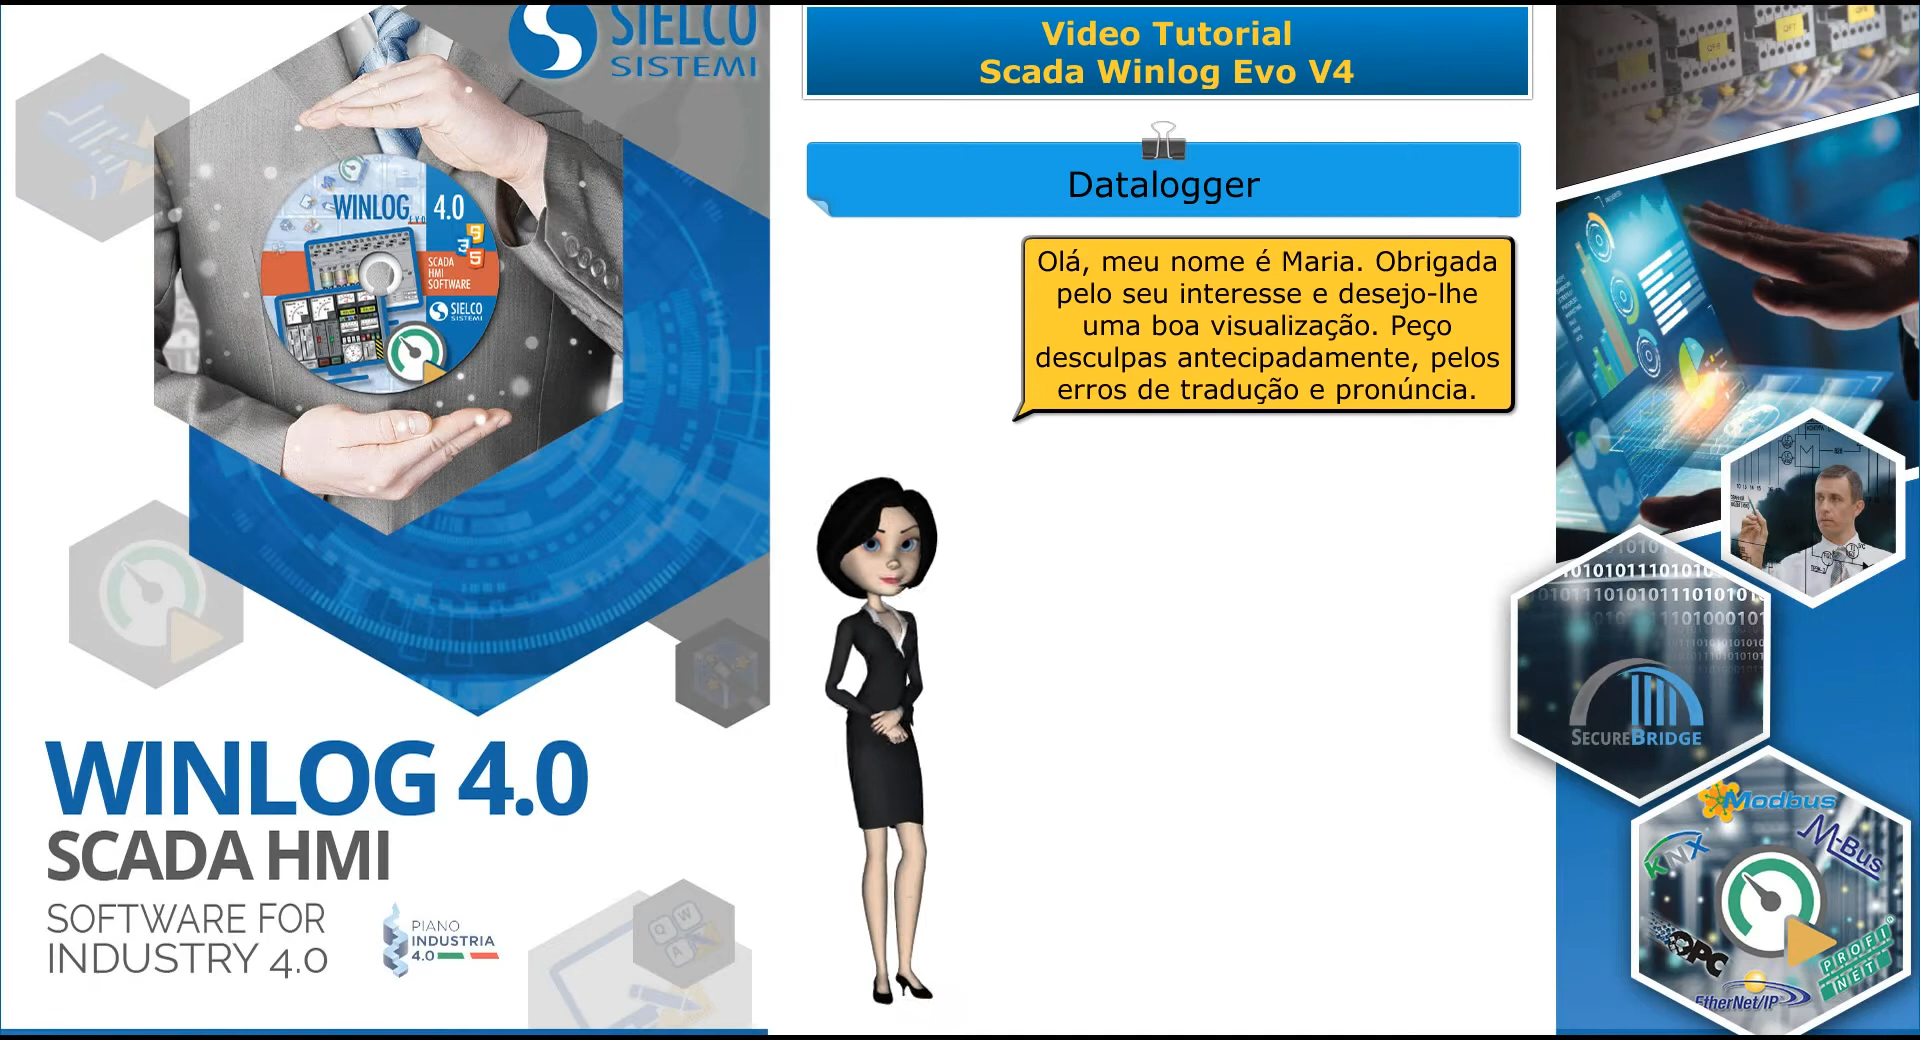 SIELCO
SISTEMI
WINLOG EVO 4.0
SCADA
HMI
SOFTWARE
SIELCO
SISTEMI
WINLOG 4.0
SCADA HMI
SOFTWARE FOR
INDUSTRY 4.0
PIANO
INDUSTRIA
4.0
Video Tutorial
Scada Winlog Evo V4
Datalogger
Olá, meu nome é Maria. Obrigada
pelo seu interesse e desejo-lhe
uma boa visualização. Peço
desculpas antecipadamente, pelos
erros de tradução e pronúncia.
SECUREBRIDGE
Modbus
M-Bus
KNX
OPC
PROFI
NET
EtherNet/IP